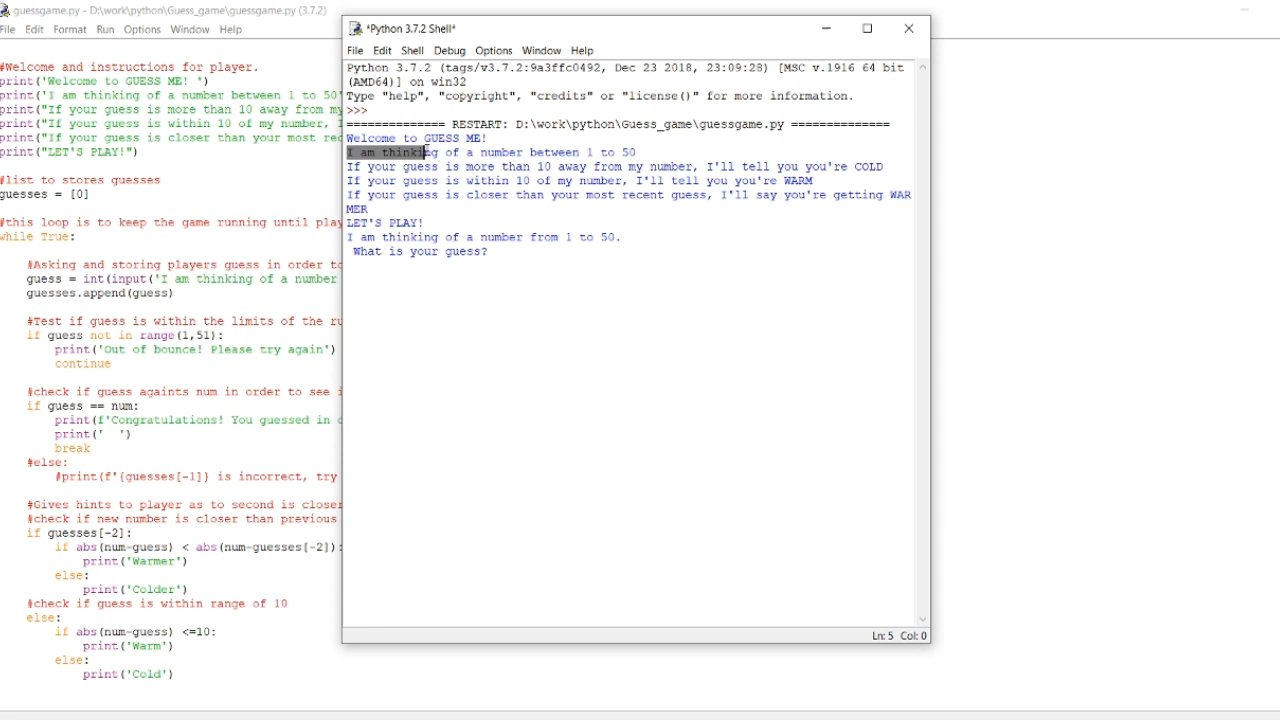 guessgame.py - D:\work\python\Guess_game\guessgame.py (3.7.2)
File Edit Format Run Options Window Help
#Welcome and instructions for player.
print('Welcome to GUESS ME! ')
print('I am thinking of a number between 1 to 50'
print("If your guess is more than 10 away from my
print("If your guess is within 10 of my number, I
print("If your guess is closer than your most rec
print("LET'S PLAY!")
#list to stores guesses
guesses = [0]
#this loop is to keep the game running until play
while True:
#Asking and storing players guess in order to
guess = int(input('I am thinking of a number
guesses.append(guess)
#Test if guess is within the limits of the ru
if guess not in range(1,51):
print('Out of bounce! Please try again')
continue
#check if guess againts num in order to see i
if guess == num:
print(f'Congratulations! You guessed in o
print('  ')
break
#else:
#print(f'{guesses[-1]} is incorrect, try
#Gives hints to player as to second is closer
#check if new number is closer than previous
if guesses[-2]:
if abs(num-guess) < abs(num-guesses[-2]):
print('Warmer')
else:
print('Colder')
#check if guess is within range of 10
else:
if abs(num-guess) <=10:
print('Warm')
else:
print('Cold')
*Python 3.7.2 Shell*
File Edit Shell Debug Options Window Help
Python 3.7.2 (tags/v3.7.2:9a3ffc0492, Dec 23 2018, 23:09:28) [MSC v.1916 64 bit
(AMD64)] on win32
Type "help", "copyright", "credits" or "license()" for more information.
>>>
============== RESTART: D:\work\python\Guess_game\guessgame.py ==============
Welcome to GUESS ME!
I am thinking of a number between 1 to 50
If your guess is more than 10 away from my number, I'll tell you you're COLD
If your guess is within 10 of my number, I'll tell you you're WARM
If your guess is closer than your most recent guess, I'll say you're getting WAR
MER
LET'S PLAY!
I am thinking of a number from 1 to 50.
What is your guess?
Ln: 5 Col: 0